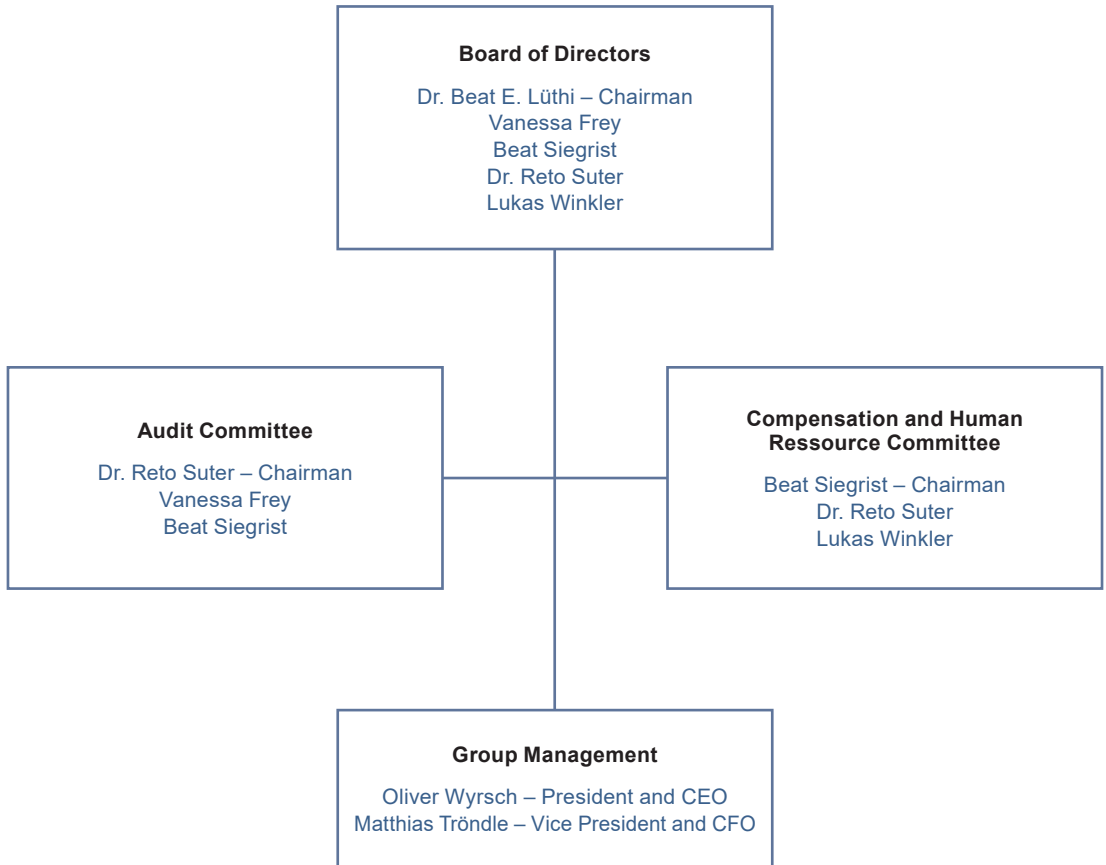 Board of Directors
Dr. Beat E. Lüthi – Chairman
Vanessa Frey
Beat Siegrist
Dr. Reto Suter
Lukas Winkler
Audit Committee
Dr. Reto Suter – Chairman
Vanessa Frey
Beat Siegrist
Compensation and Human
Ressource Committee
Beat Siegrist – Chairman
Dr. Reto Suter
Lukas Winkler
Group Management
Oliver Wyrsch – President and CEO
Matthias Tröndle – Vice President and CFO